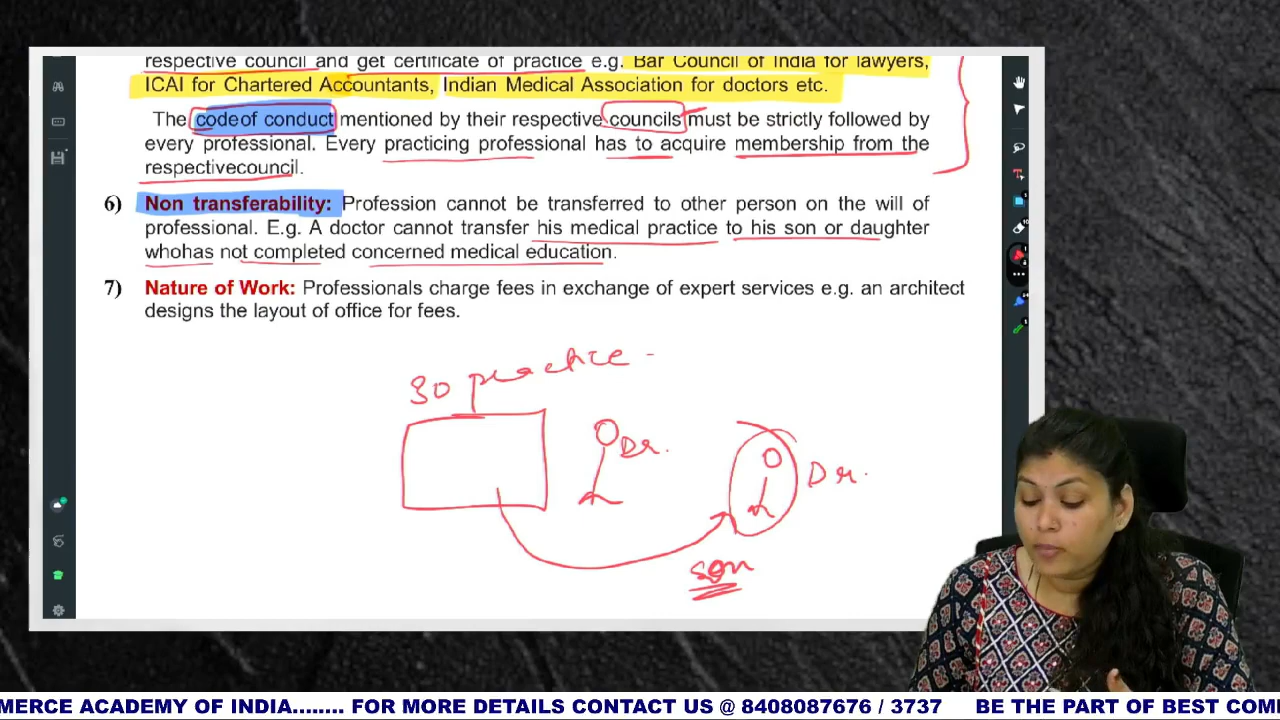 respective council and get certificate of practice e.g. Bar Council of India for lawyers,
ICAI for Chartered Accountants, Indian Medical Association for doctors etc.
The codeof conduct mentioned by their respective councils must be strictly followed by
every professional. Every practicing professional has to acquire membership from the
respectivecouncil.
6) Non transferability: Profession cannot be transferred to other person on the will of
professional. E.g. A doctor cannot transfer his medical practice to his son or daughter
whohas not completed concerned medical education.
7) Nature of Work: Professionals charge fees in exchange of expert services e.g. an architect
designs the layout of office for fees.
30 practice
Dr.
Dr.
son
MERCE ACADEMY OF INDIA........ FOR MORE DETAILS CONTACT US @ 8408087676 / 3737 BE THE PART OF BEST COM